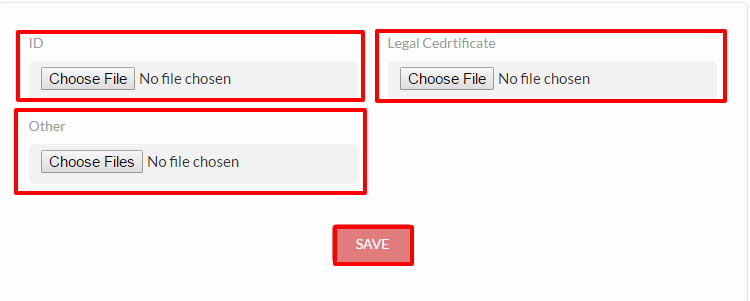 ID
Choose File No file chosen
Legal Cedrtificate
Choose File No file chosen
Other
Choose Files No file chosen
SAVE